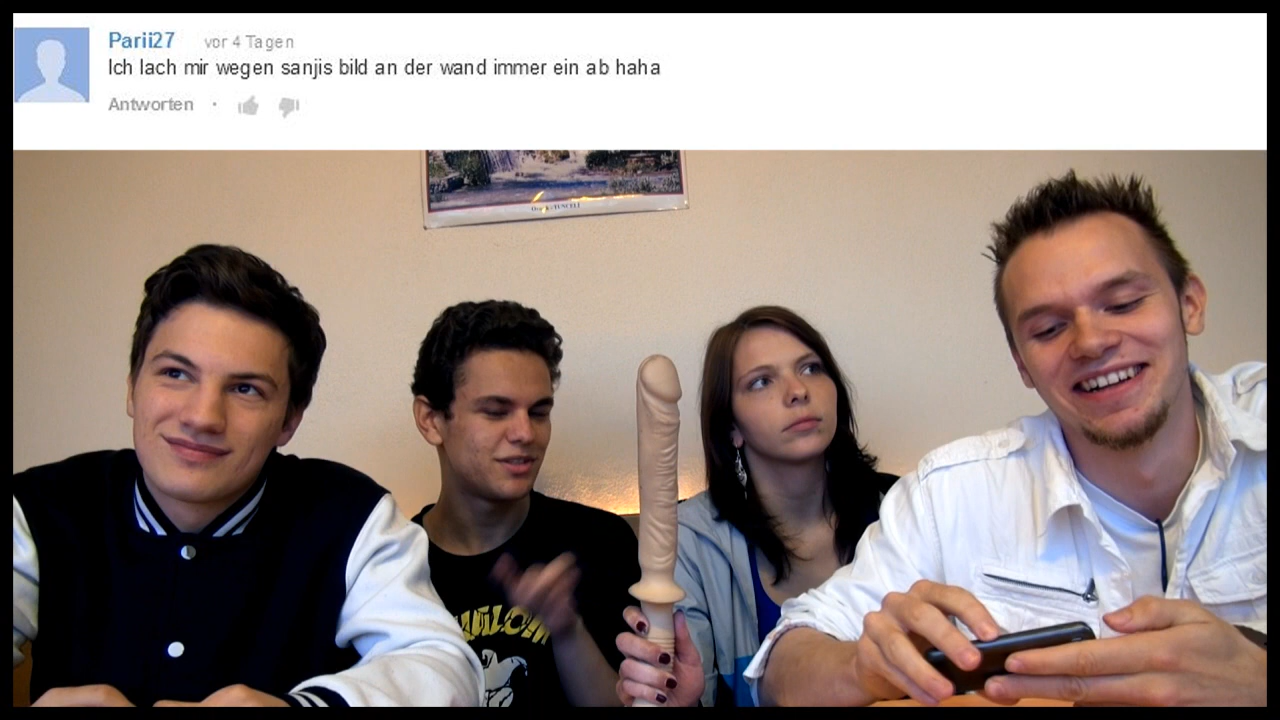 Parii27 vor 4 Tagen
Ich lach mir wegen sanjis bild an der wand immer ein ab haha
Antworten